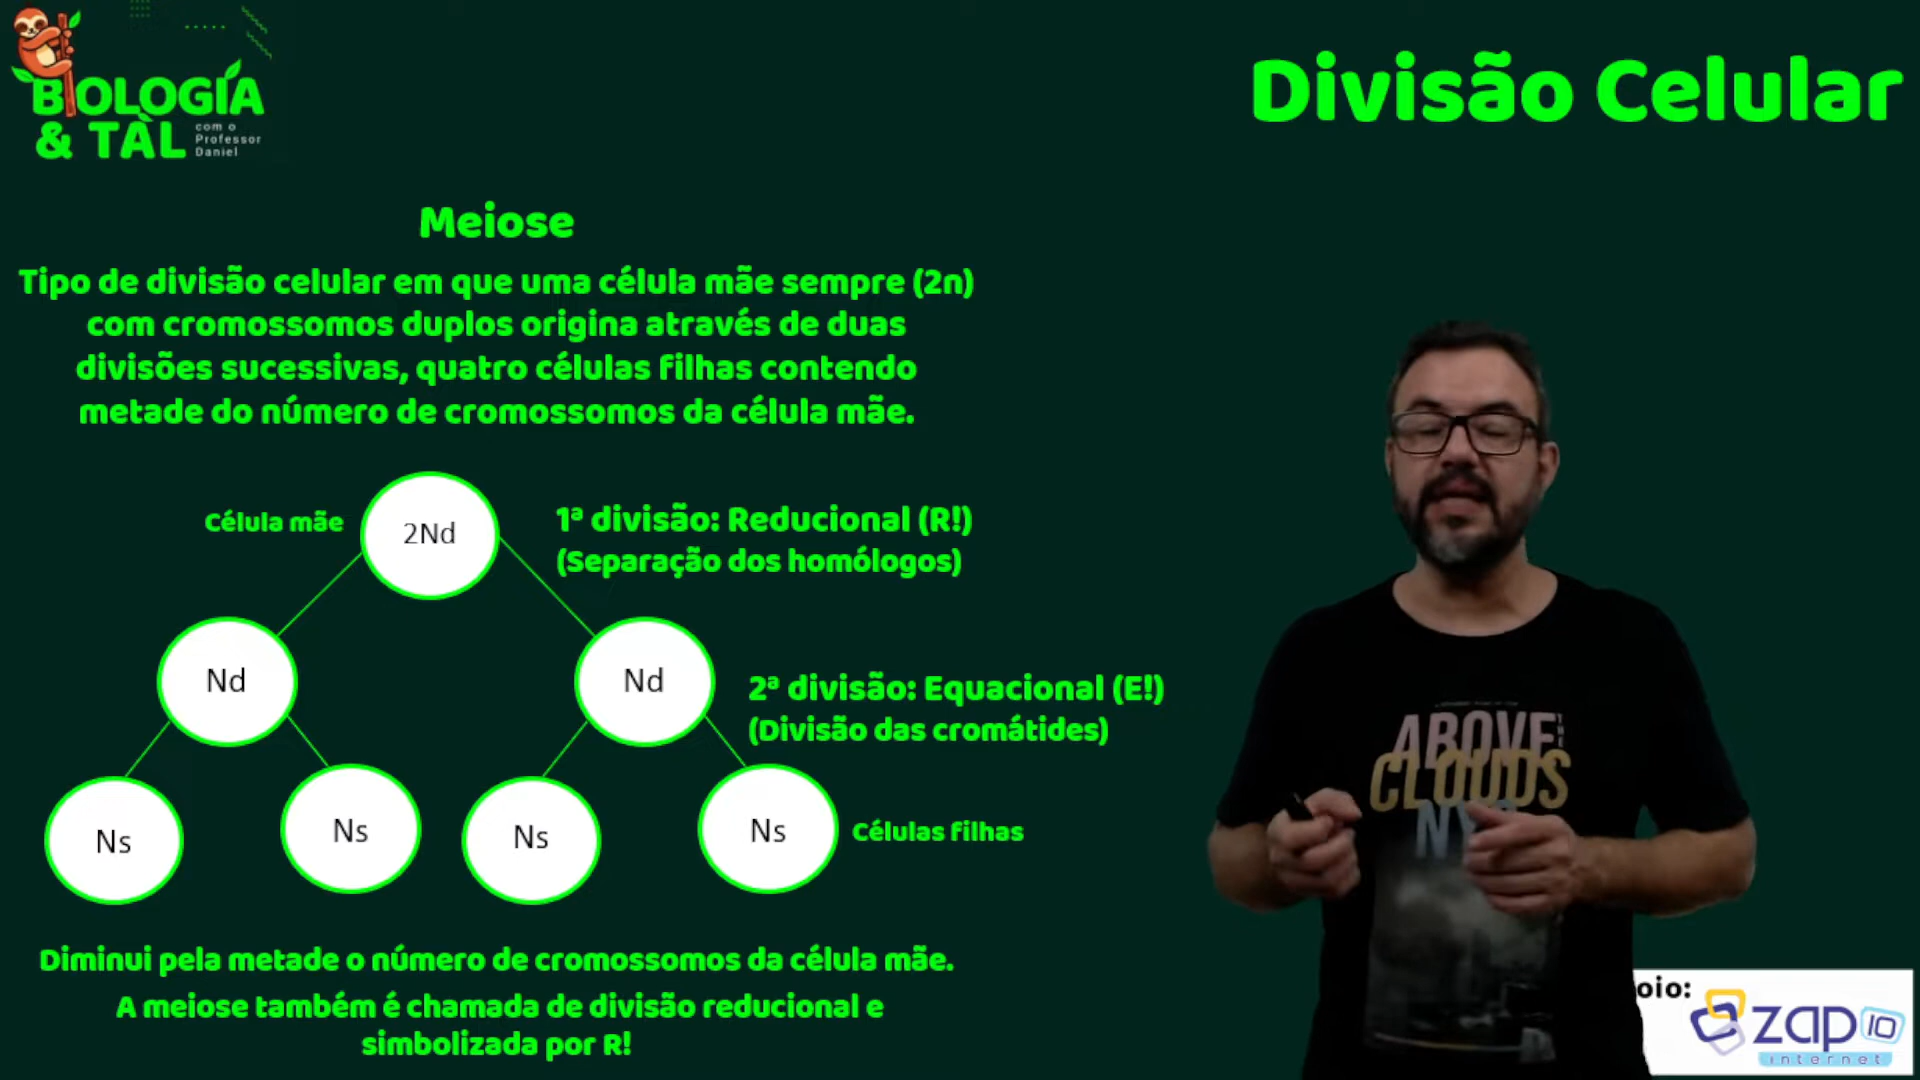 BIOLOGIA
& TAL
com o
Professor
Daniel
Divisão Celular
Meiose
Tipo de divisão celular em que uma célula mãe sempre (2n)
com cromossomos duplos origina através de duas
divisões sucessivas, quatro células filhas contendo
metade do número de cromossomos da célula mãe.
Célula mãe
2Nd
1ª divisão: Reducional (R!)
(Separação dos homólogos)
Nd
Nd
2ª divisão: Equacional (E!)
(Divisão das cromátides)
Ns
Ns
Ns
Ns
Células filhas
Diminui pela metade o número de cromossomos da célula mãe.
A meiose também é chamada de divisão reducional e
simbolizada por R!
ABOVE
THE
CLOUDS
NY
oio:
zap 10
internet